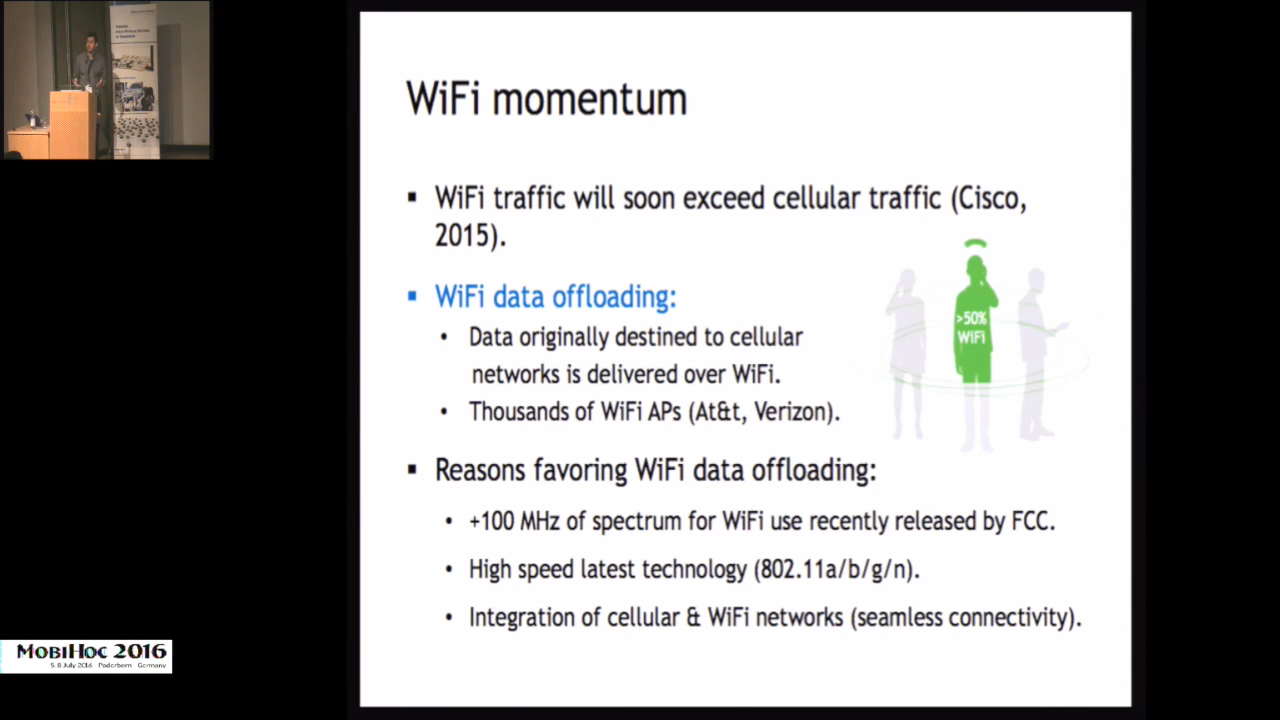 WiFi momentum
▪ WiFi traffic will soon exceed cellular traffic (Cisco,
2015).
▪ WiFi data offloading:
• Data originally destined to cellular
networks is delivered over WiFi.
• Thousands of WiFi APs (At&t, Verizon).
>50%
WiFi
▪ Reasons favoring WiFi data offloading:
• +100 MHz of spectrum for WiFi use recently released by FCC.
• High speed latest technology (802.11a/b/g/n).
• Integration of cellular & WiFi networks (seamless connectivity).
MobiHoc 2016
5-8 July 2016 Paderborn Germany